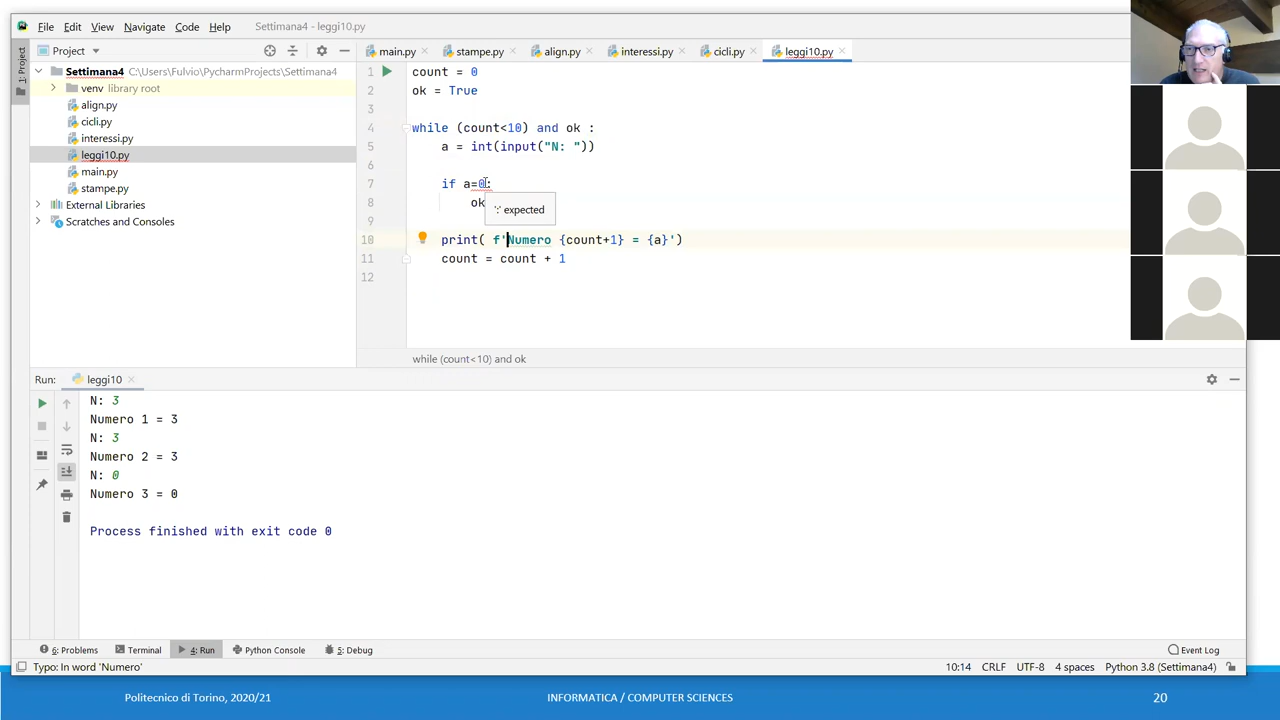 File Edit View Navigate Code Help Settimana4 - leggi10.py
Project
main.py stampe.py align.py interessi.py cicli.py leggi10.py
1: Project
Settimana4 C:\Users\Fulvio\PycharmProjects\Settimana4
venv library root
align.py
cicli.py
interessi.py
leggi10.py
main.py
stampe.py
External Libraries
Scratches and Consoles
1 count = 0
2 ok = True
3
4 while (count<10) and ok :
5 a = int(input("N: "))
6
7 if a=0:
8 ok
':' expected
9
10 print( f'Numero {count+1} = {a}')
11 count = count + 1
12
while (count<10) and ok
Run: leggi10
N: 3
Numero 1 = 3
N: 3
Numero 2 = 3
N: 0
Numero 3 = 0
Process finished with exit code 0
6: Problems Terminal 4: Run Python Console 5: Debug Event Log
Typo: In word 'Numero' 10:14 CRLF UTF-8 4 spaces Python 3.8 (Settimana4)
Politecnico di Torino, 2020/21 INFORMATICA / COMPUTER SCIENCES 20